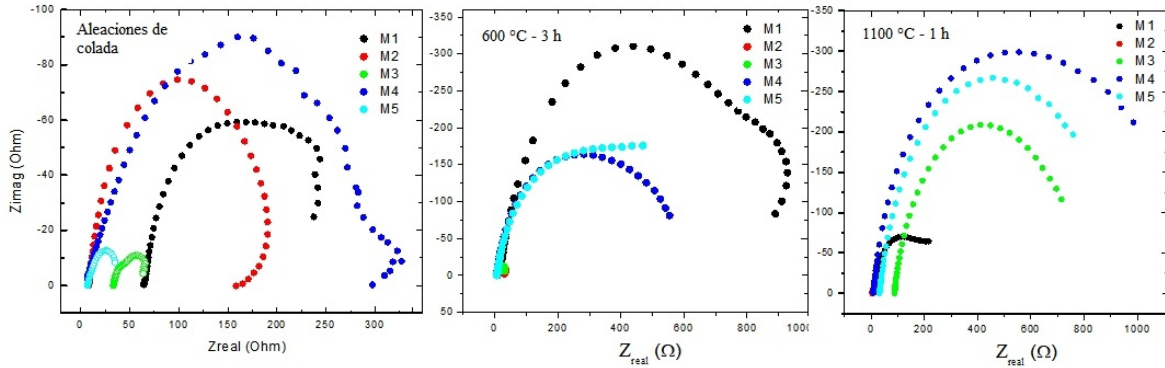 Aleaciones de
colada
M1
M2
M3
M4
M5
-100
-80
-60
-40
-20
0
0 50 100 150 200 250 300
Zimag (Ohm)
Zreal (Ohm)
600 °C - 3 h
M1
M2
M3
M4
M5
-350
-300
-250
-200
-150
-100
-50
0
50
0 200 400 600 800 1000
Zreal (Ω)
1100 °C - 1 h
M1
M2
M3
M4
M5
-350
-300
-250
-200
-150
-100
-50
0
0 200 400 600 800 1000
Zreal (Ω)